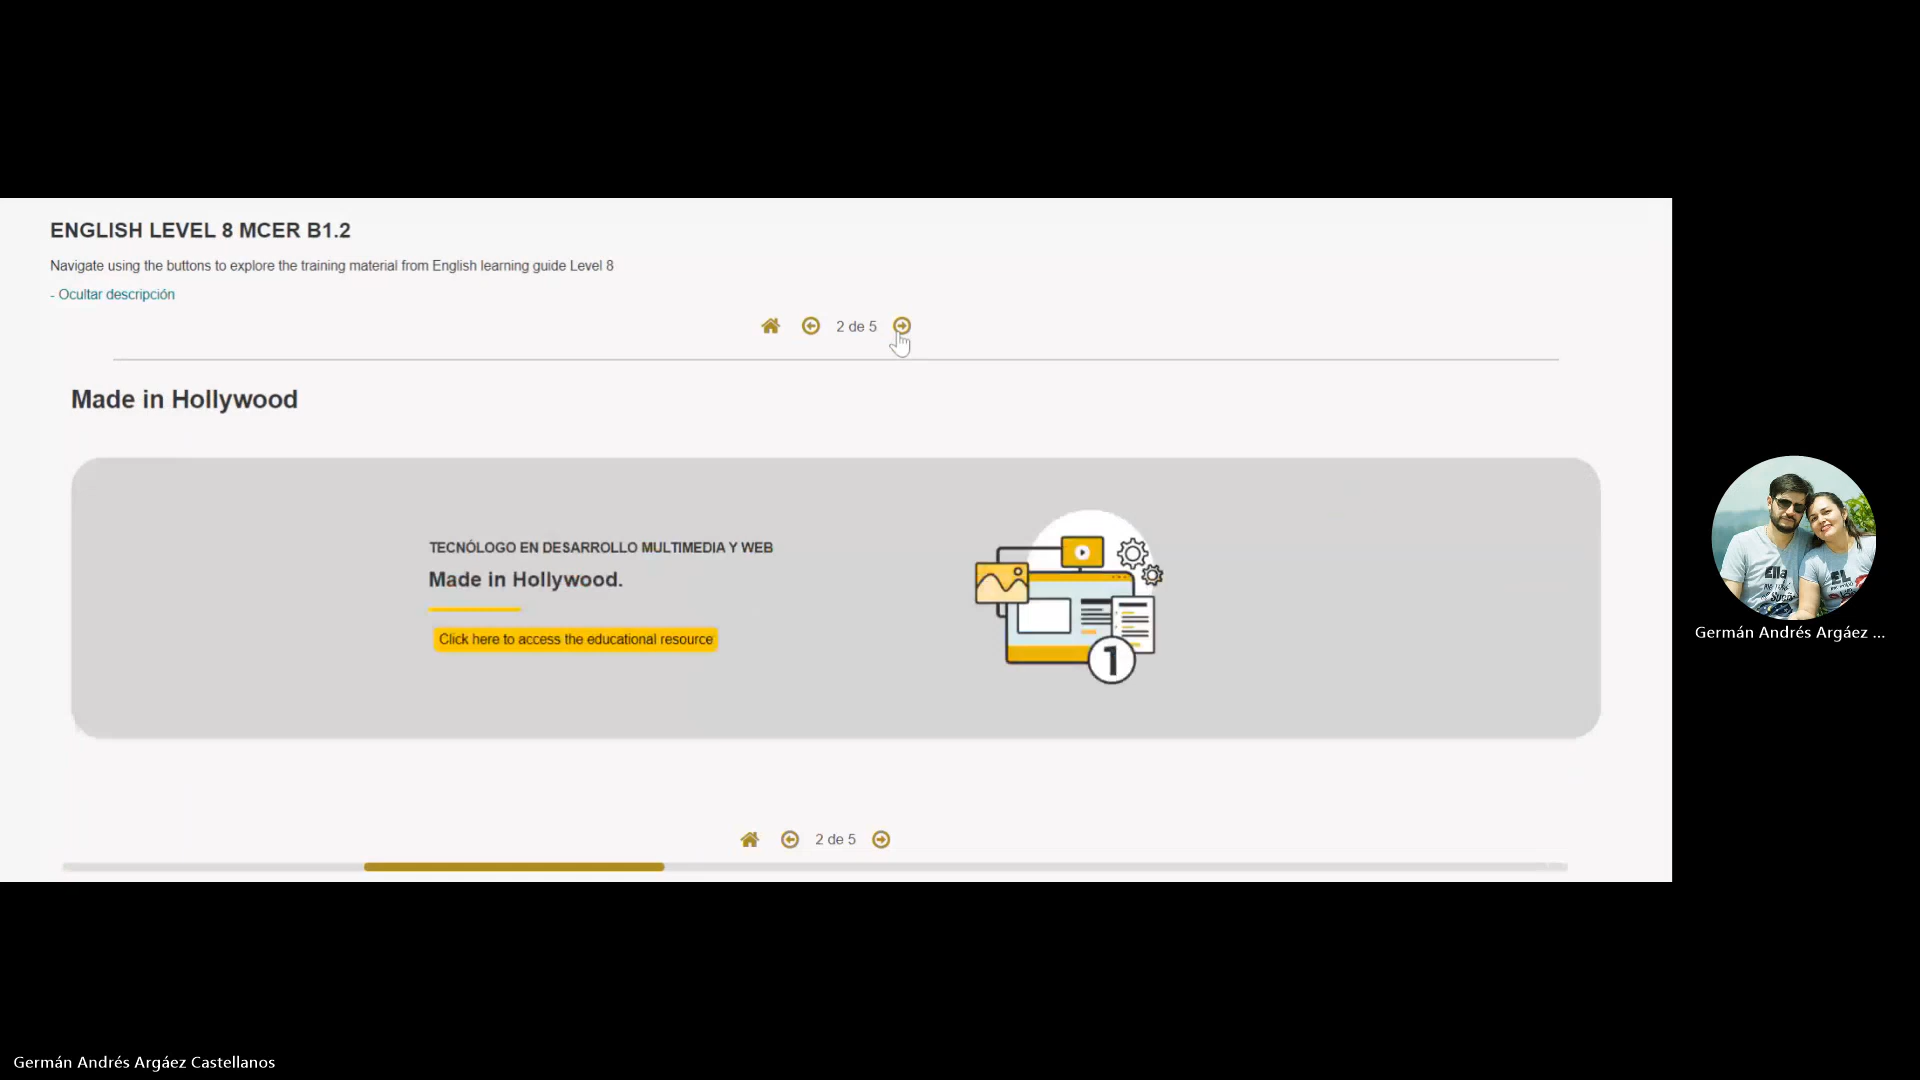 ENGLISH LEVEL 8 MCER B1.2
Navigate using the buttons to explore the training material from English learning guide Level 8
- Ocultar descripción
2 de 5
Made in Hollywood
TECNÓLOGO EN DESARROLLO MULTIMEDIA Y WEB
Made in Hollywood.
Click here to access the educational resource
1
2 de 5
Ella
EL
Germán Andrés Argáez ...
Germán Andrés Argáez Castellanos